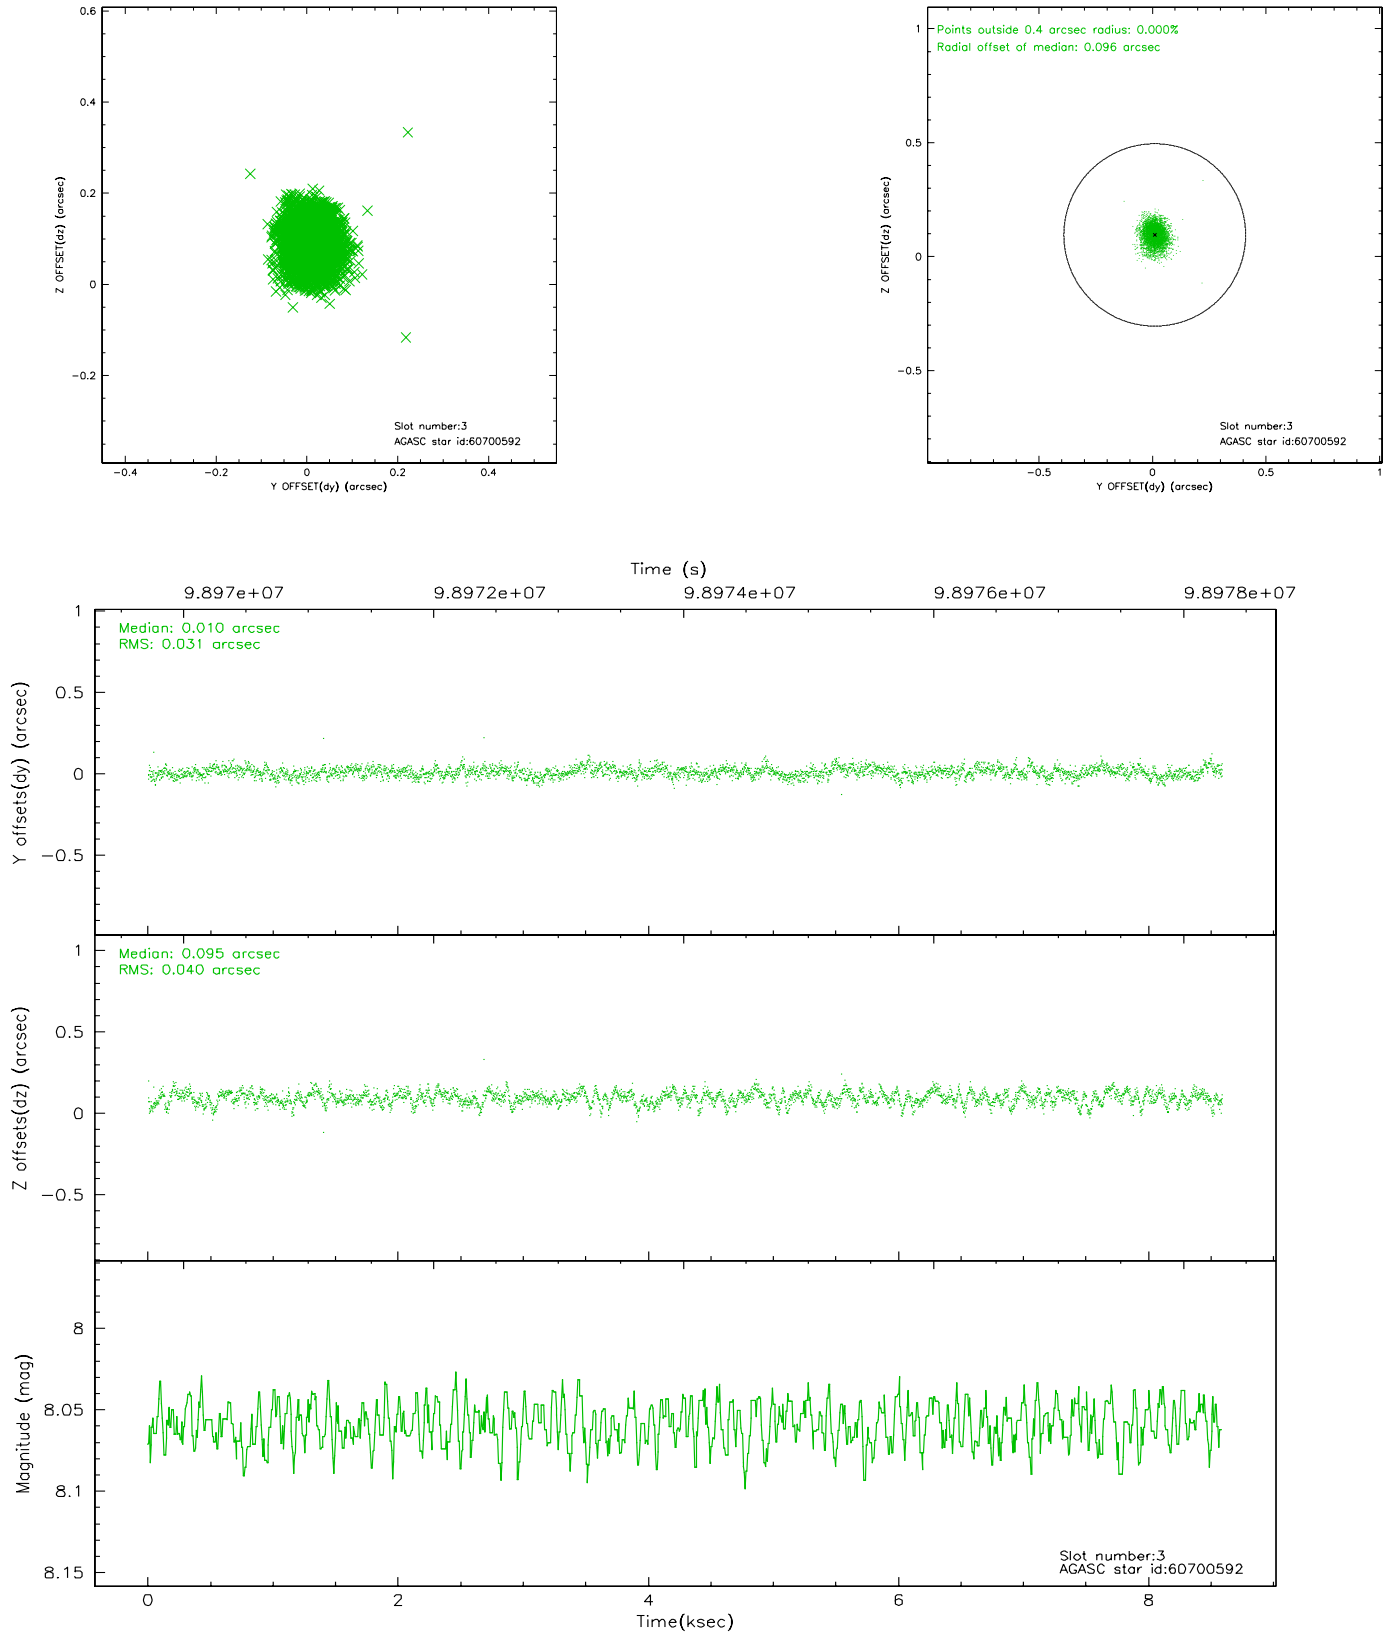 0.6
0.4
0.2
0
−0.2
Z OFFSET(dz) (arcsec)
−0.4
−0.2
0
0.2
0.4
Y OFFSET(dy) (arcsec)
Slot number:3
AGASC star id:60700592
Points outside 0.4 arcsec radius: 0.000%
Radial offset of median: 0.096 arcsec
1
0.5
0
−0.5
Z OFFSET(dz) (arcsec)
−0.5
0
0.5
1
Y OFFSET(dy) (arcsec)
Slot number:3
AGASC star id:60700592
Time (s)
9.897e+07
9.8972e+07
9.8974e+07
9.8976e+07
9.8978e+07
Median: 0.010 arcsec
RMS: 0.031 arcsec
1
0.5
0
−0.5
Y offsets(dy) (arcsec)
Median: 0.095 arcsec
RMS: 0.040 arcsec
1
0.5
0
−0.5
Z offsets(dz) (arcsec)
8
8.05
8.1
8.15
Magnitude (mag)
Slot number:3
AGASC star id:60700592
0
2
4
6
8
Time(ksec)